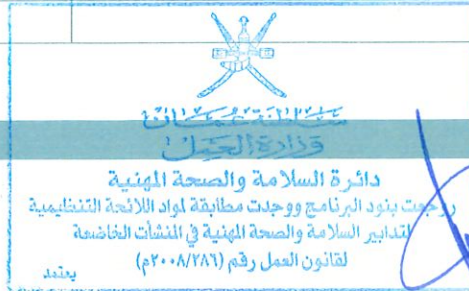 سلطنة عمان
وزارة العمل
دائرة السلامة والصحة المهنية
روجعت بنود البرنامج ووجدت مطابقة لمواد اللائحة التنظيمية
لتدابير السلامة والصحة المهنية في المنشآت الخاضعة
لقانون العمل رقم (٢٠٠٨/٢٨٦م)
يعتمد